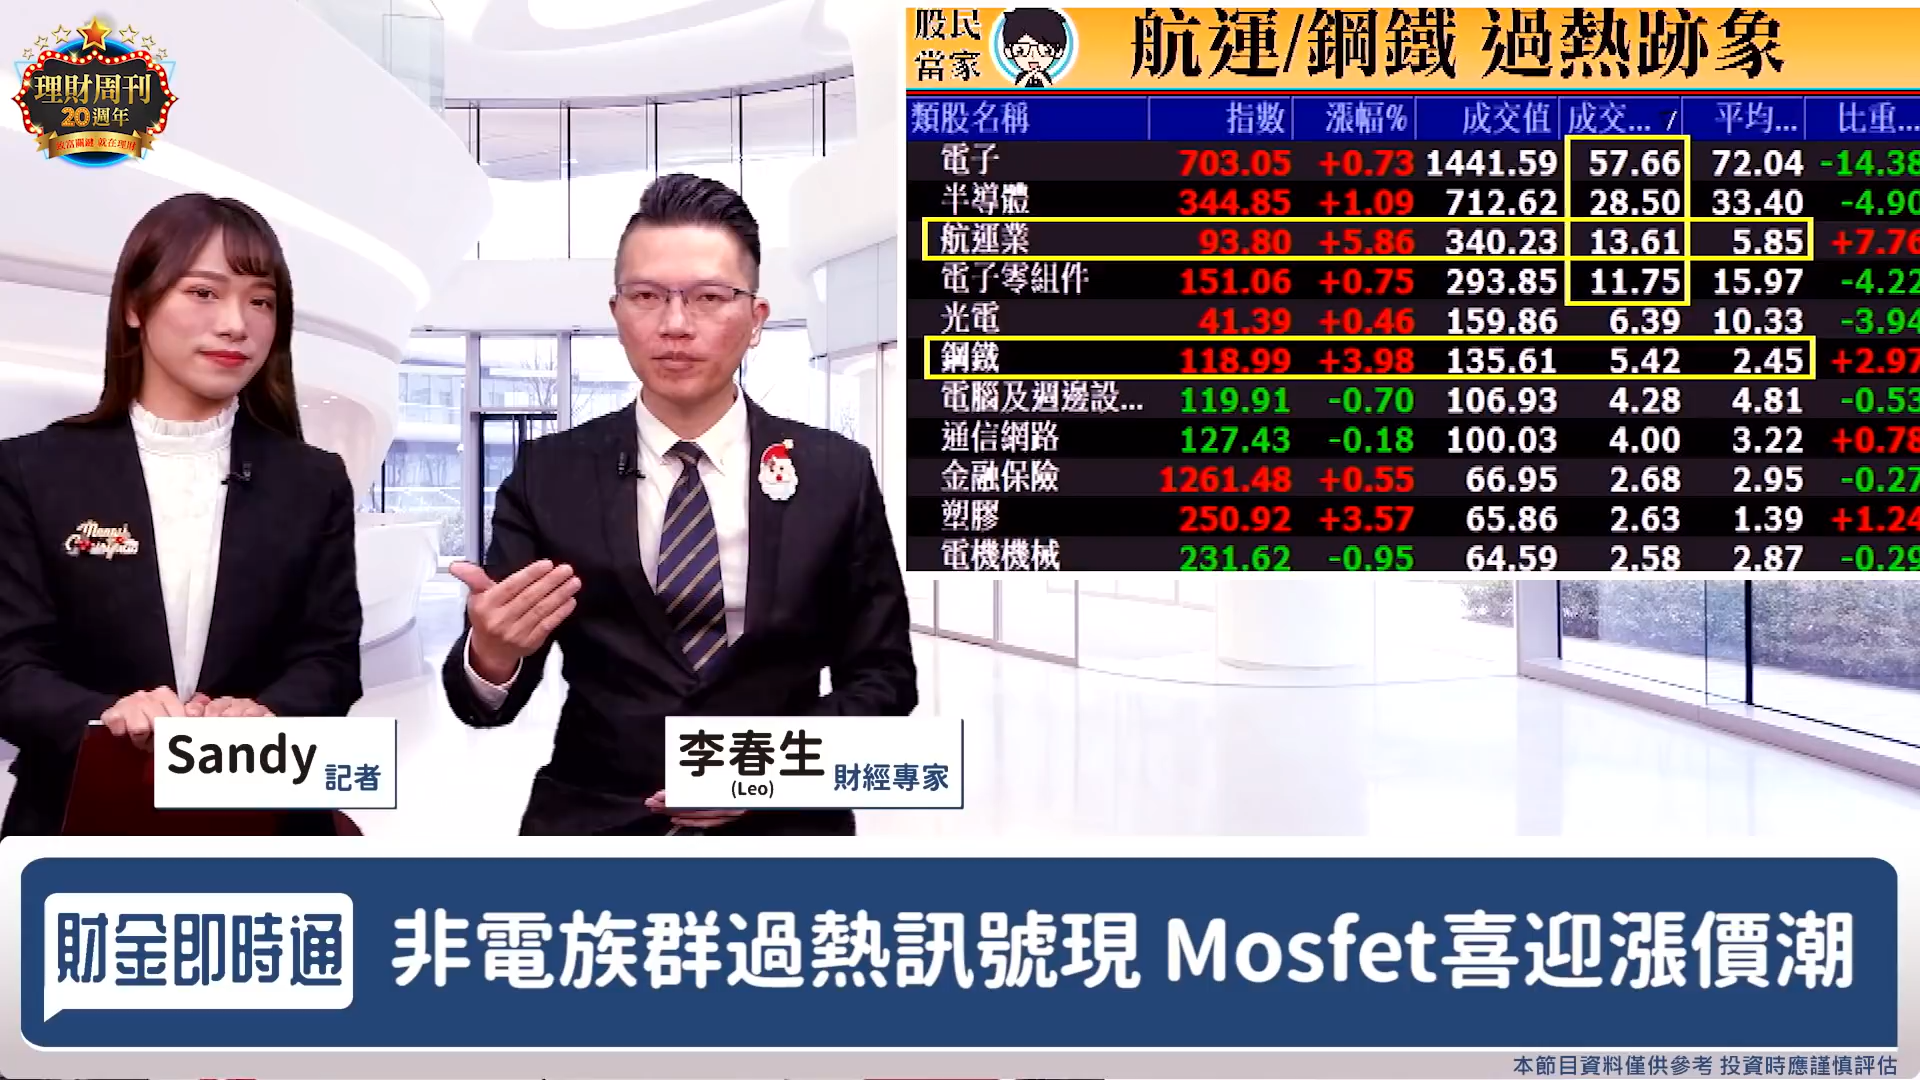 理財周刊
20週年
致富關鍵 就在理財
股民
當家
航運/鋼鐵 過熱跡象
類股名稱 指數 漲幅% 成交值 成交... 平均... 比重...
電子 703.05 +0.73 1441.59 57.66 72.04 -14.38
半導體 344.85 +1.09 712.62 28.50 33.40 -4.90
航運業 93.80 +5.86 340.23 13.61 5.85 +7.76
電子零組件 151.06 +0.75 293.85 11.75 15.97 -4.22
光電 41.39 +0.46 159.86 6.39 10.33 -3.94
鋼鐵 118.99 +3.98 135.61 5.42 2.45 +2.97
電腦及週邊設... 119.91 -0.70 106.93 4.28 4.81 -0.53
通信網路 127.43 -0.18 100.03 4.00 3.22 +0.78
金融保險 1261.48 +0.55 66.95 2.68 2.95 -0.27
塑膠 250.92 +3.57 65.86 2.63 1.39 +1.24
電機機械 231.62 -0.95 64.59 2.58 2.87 -0.29
Merry
Christmas
Sandy 記者
李春生 財經專家
(Leo)
財金即時通
非電族群過熱訊號現 Mosfet喜迎漲價潮
本節目資料僅供參考 投資時應謹慎評估